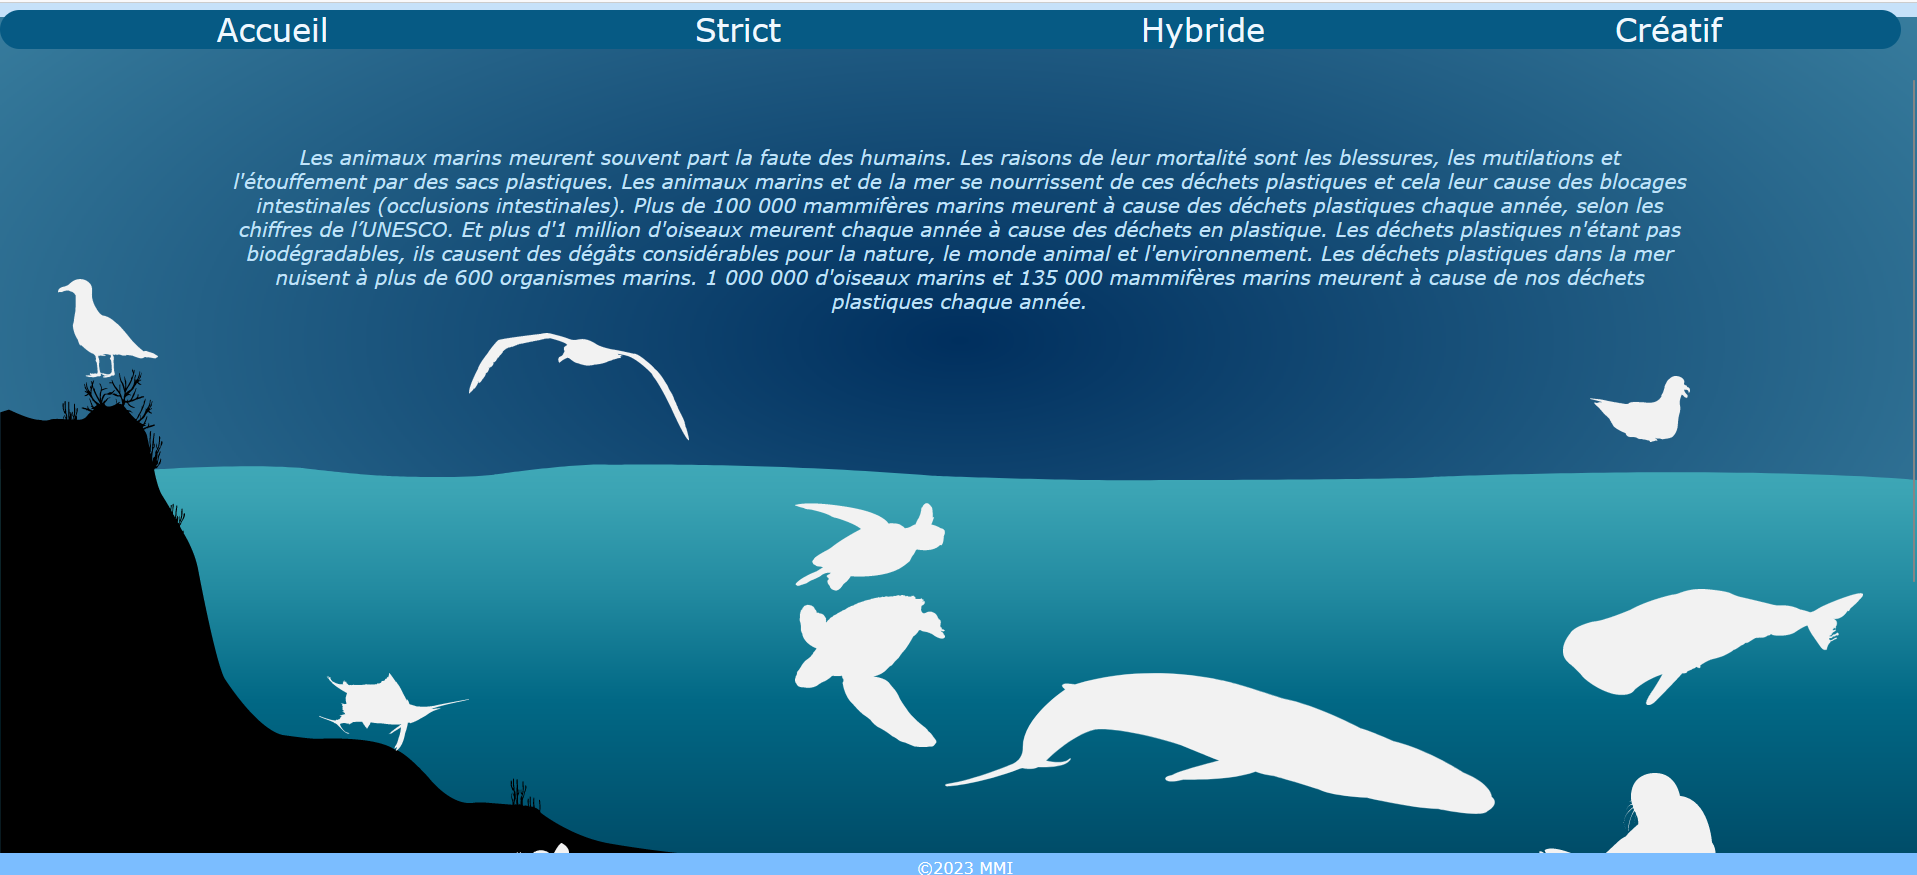 Accueil Strict Hybride Créatif
Les animaux marins meurent souvent part la faute des humains. Les raisons de leur mortalité sont les blessures, les mutilations et
l'étouffement par des sacs plastiques. Les animaux marins et de la mer se nourrissent de ces déchets plastiques et cela leur cause des blocages
intestinales (occlusions intestinales). Plus de 100 000 mammifères marins meurent à cause des déchets plastiques chaque année, selon les
chiffres de l’UNESCO. Et plus d'1 million d'oiseaux meurent chaque année à cause des déchets en plastique. Les déchets plastiques n'étant pas
biodégradables, ils causent des dégâts considérables pour la nature, le monde animal et l'environnement. Les déchets plastiques dans la mer
nuisent à plus de 600 organismes marins. 1 000 000 d'oiseaux marins et 135 000 mammifères marins meurent à cause de nos déchets
plastiques chaque année.
©2023 MMI